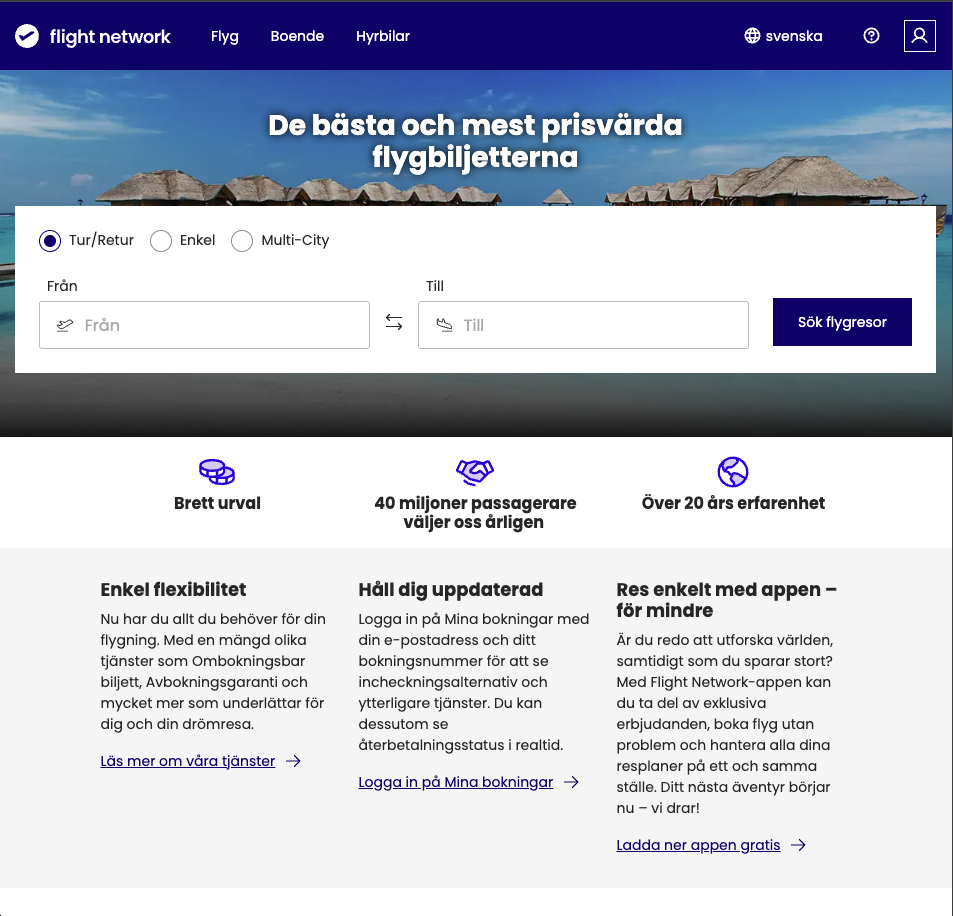 flight network
Flyg
Boende
Hyrbilar
svenska
De bästa och mest prisvärda
flygbiljetterna
Tur/Retur
Enkel
Multi-City
Från
Till
Från
Till
Sök flygresor
Brett urval
40 miljoner passagerare
väljer oss årligen
Över 20 års erfarenhet
Enkel flexibilitet
Nu har du allt du behöver för din
flygning. Med en mängd olika
tjänster som Ombokningsbar
biljett, Avbokningsgaranti och
mycket mer som underlättar för
dig och din drömresa.
Läs mer om våra tjänster
Håll dig uppdaterad
Logga in på Mina bokningar med
din e-postadress och ditt
bokningsnummer för att se
incheckningsalternativ och
ytterligare tjänster. Du kan
dessutom se
återbetalningsstatus i realtid.
Logga in på Mina bokningar
Res enkelt med appen –
för mindre
Är du redo att utforska världen,
samtidigt som du sparar stort?
Med Flight Network-appen kan
du ta del av exklusiva
erbjudanden, boka flyg utan
problem och hantera alla dina
resplaner på ett och samma
ställe. Ditt nästa äventyr börjar
nu – vi drar!
Ladda ner appen gratis